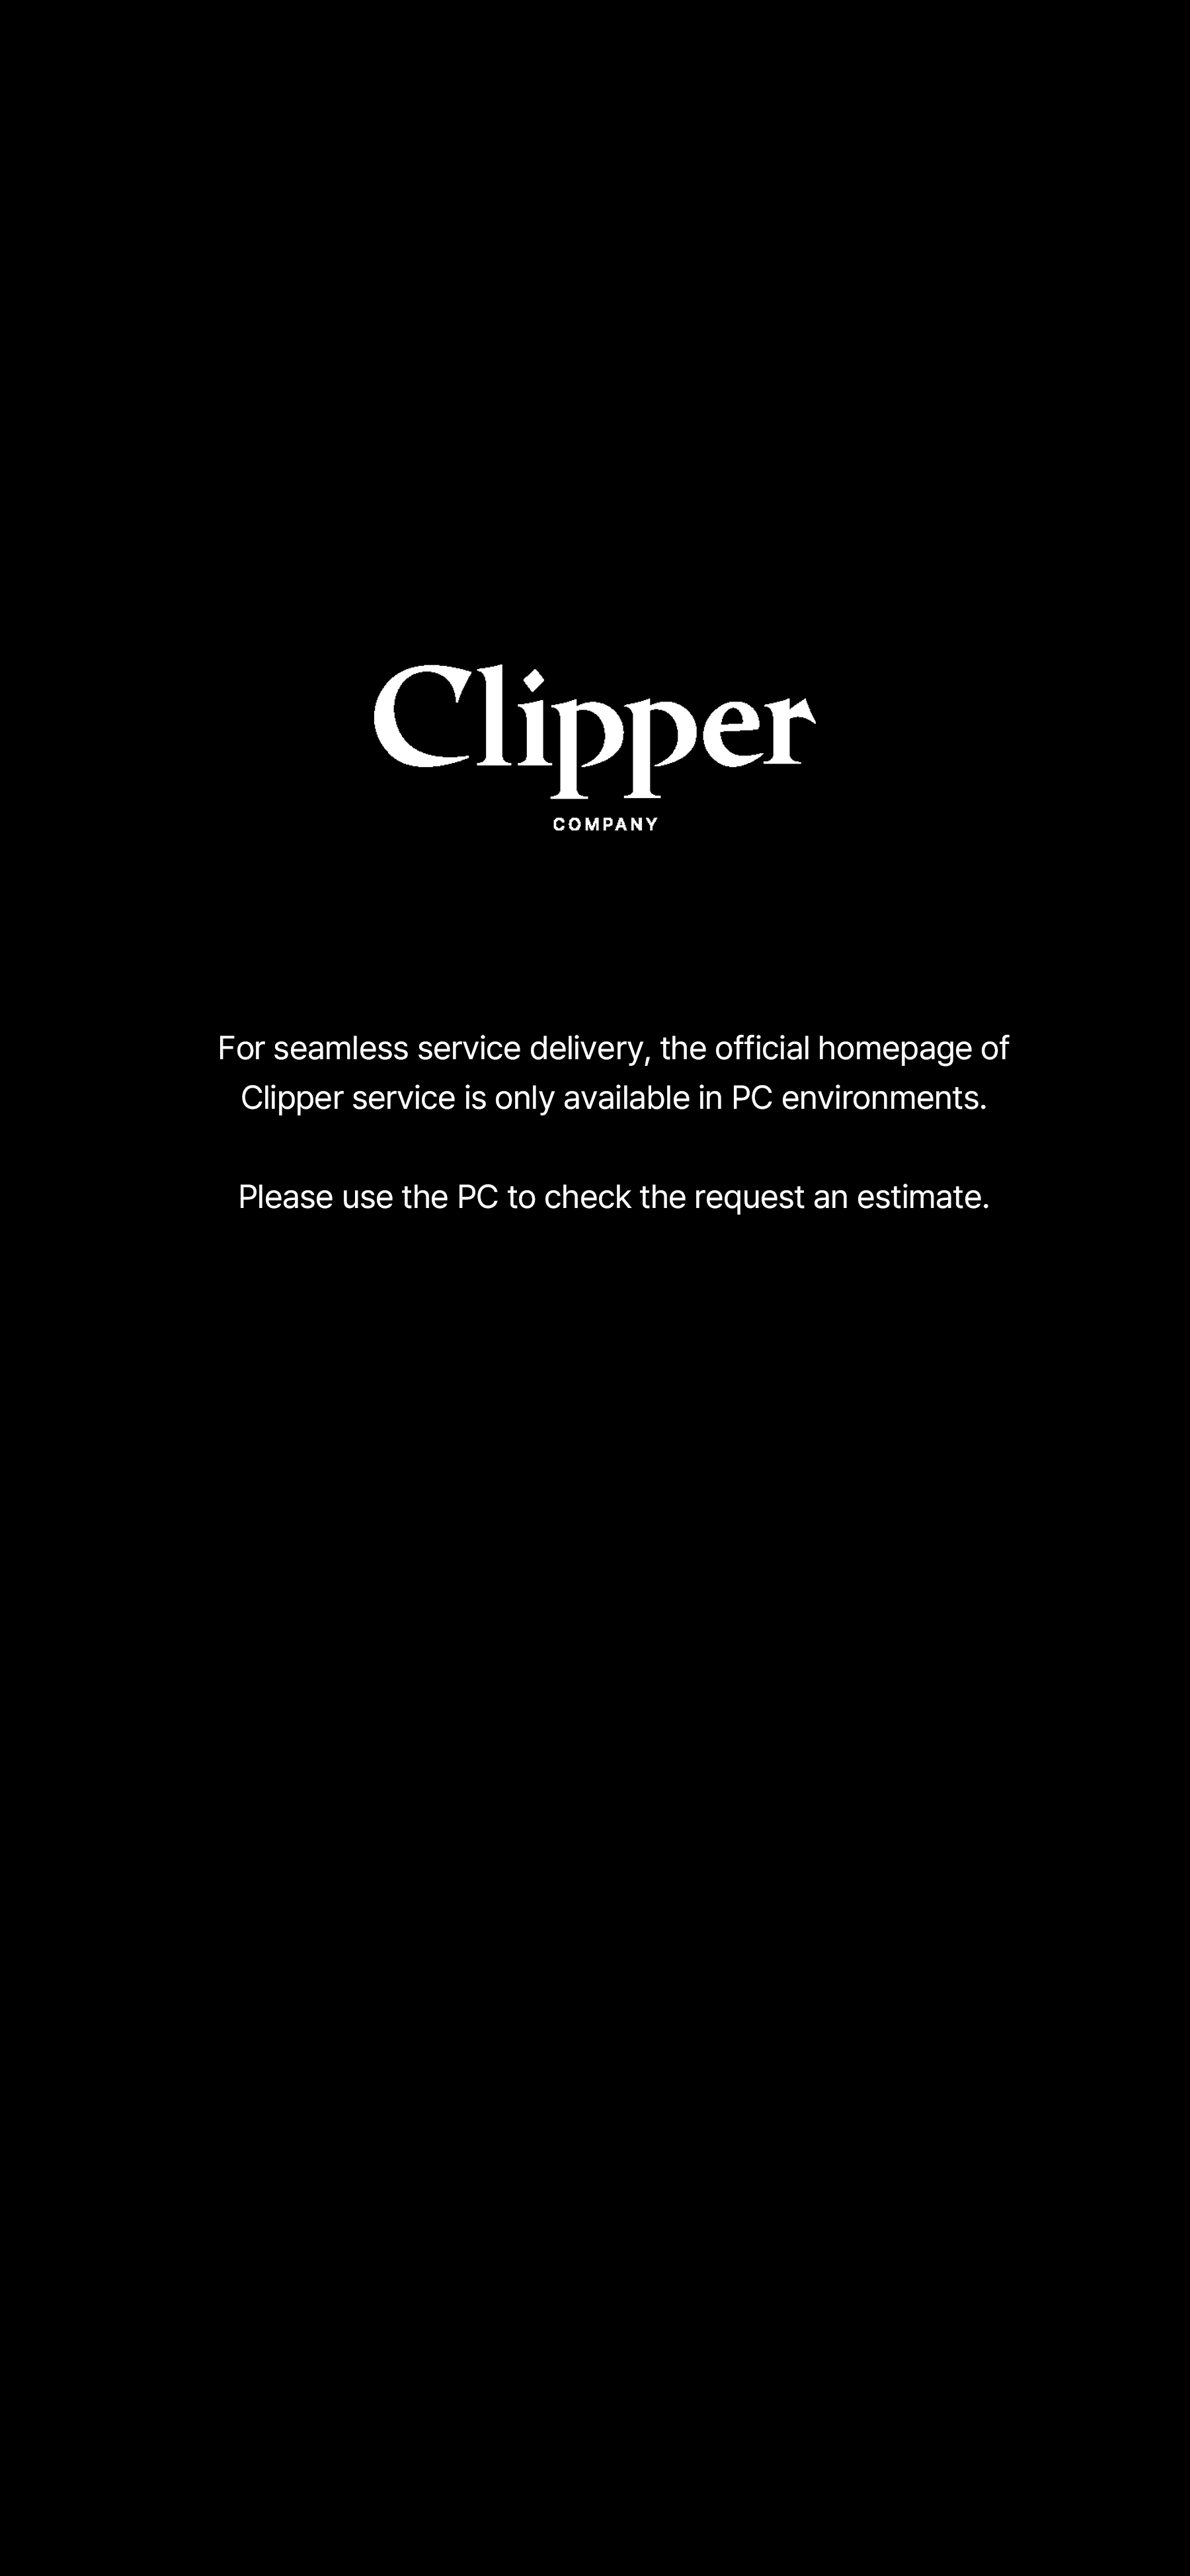 Clipper
COMPANY
For seamless service delivery, the official homepage of
Clipper service is only available in PC environments.
Please use the PC to check the request an estimate.